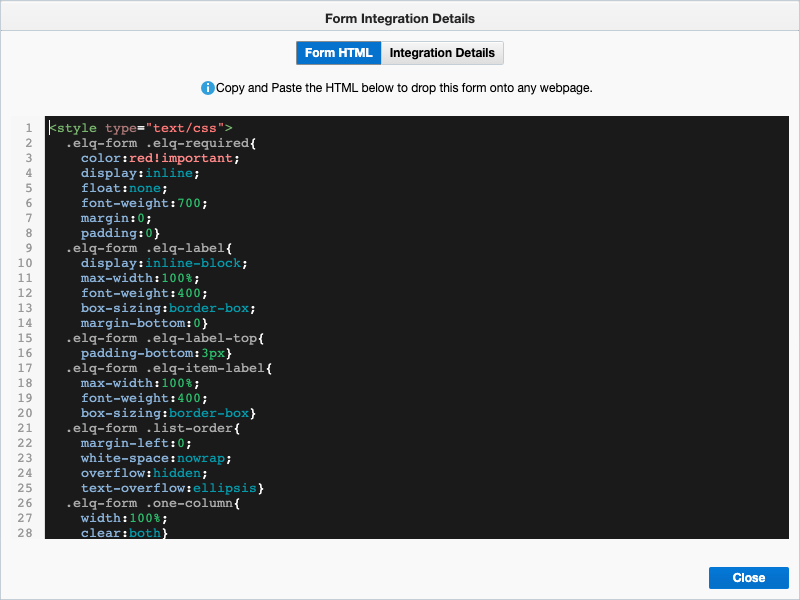 Form Integration Details
Form HTML Integration Details
Copy and Paste the HTML below to drop this form onto any webpage.
1 <style type="text/css">
2 .elq-form .elq-required{
3 color:red!important;
4 display:inline;
5 float:none;
6 font-weight:700;
7 margin:0;
8 padding:0}
9 .elq-form .elq-label{
10 display:inline-block;
11 max-width:100%;
12 font-weight:400;
13 box-sizing:border-box;
14 margin-bottom:0}
15 .elq-form .elq-label-top{
16 padding-bottom:3px}
17 .elq-form .elq-item-label{
18 max-width:100%;
19 font-weight:400;
20 box-sizing:border-box}
21 .elq-form .list-order{
22 margin-left:0;
23 white-space:nowrap;
24 overflow:hidden;
25 text-overflow:ellipsis}
26 .elq-form .one-column{
27 width:100%;
28 clear:both}
Close